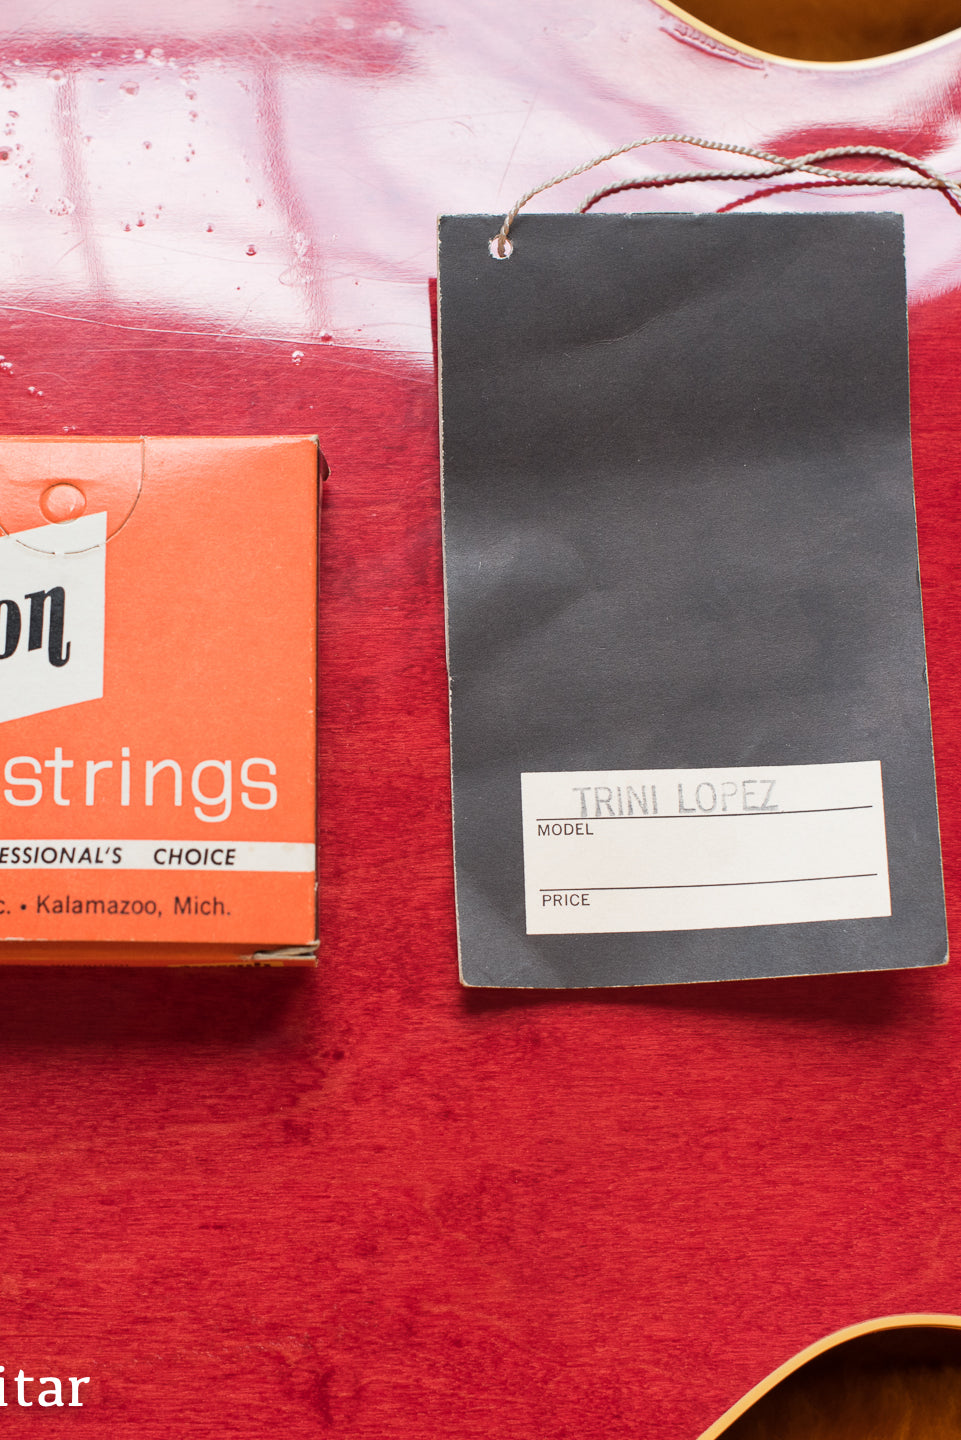 on
strings
ESSIONAL'S CHOICE
c. • Kalamazoo, Mich.
TRINI LOPEZ
MODEL
PRICE
itar